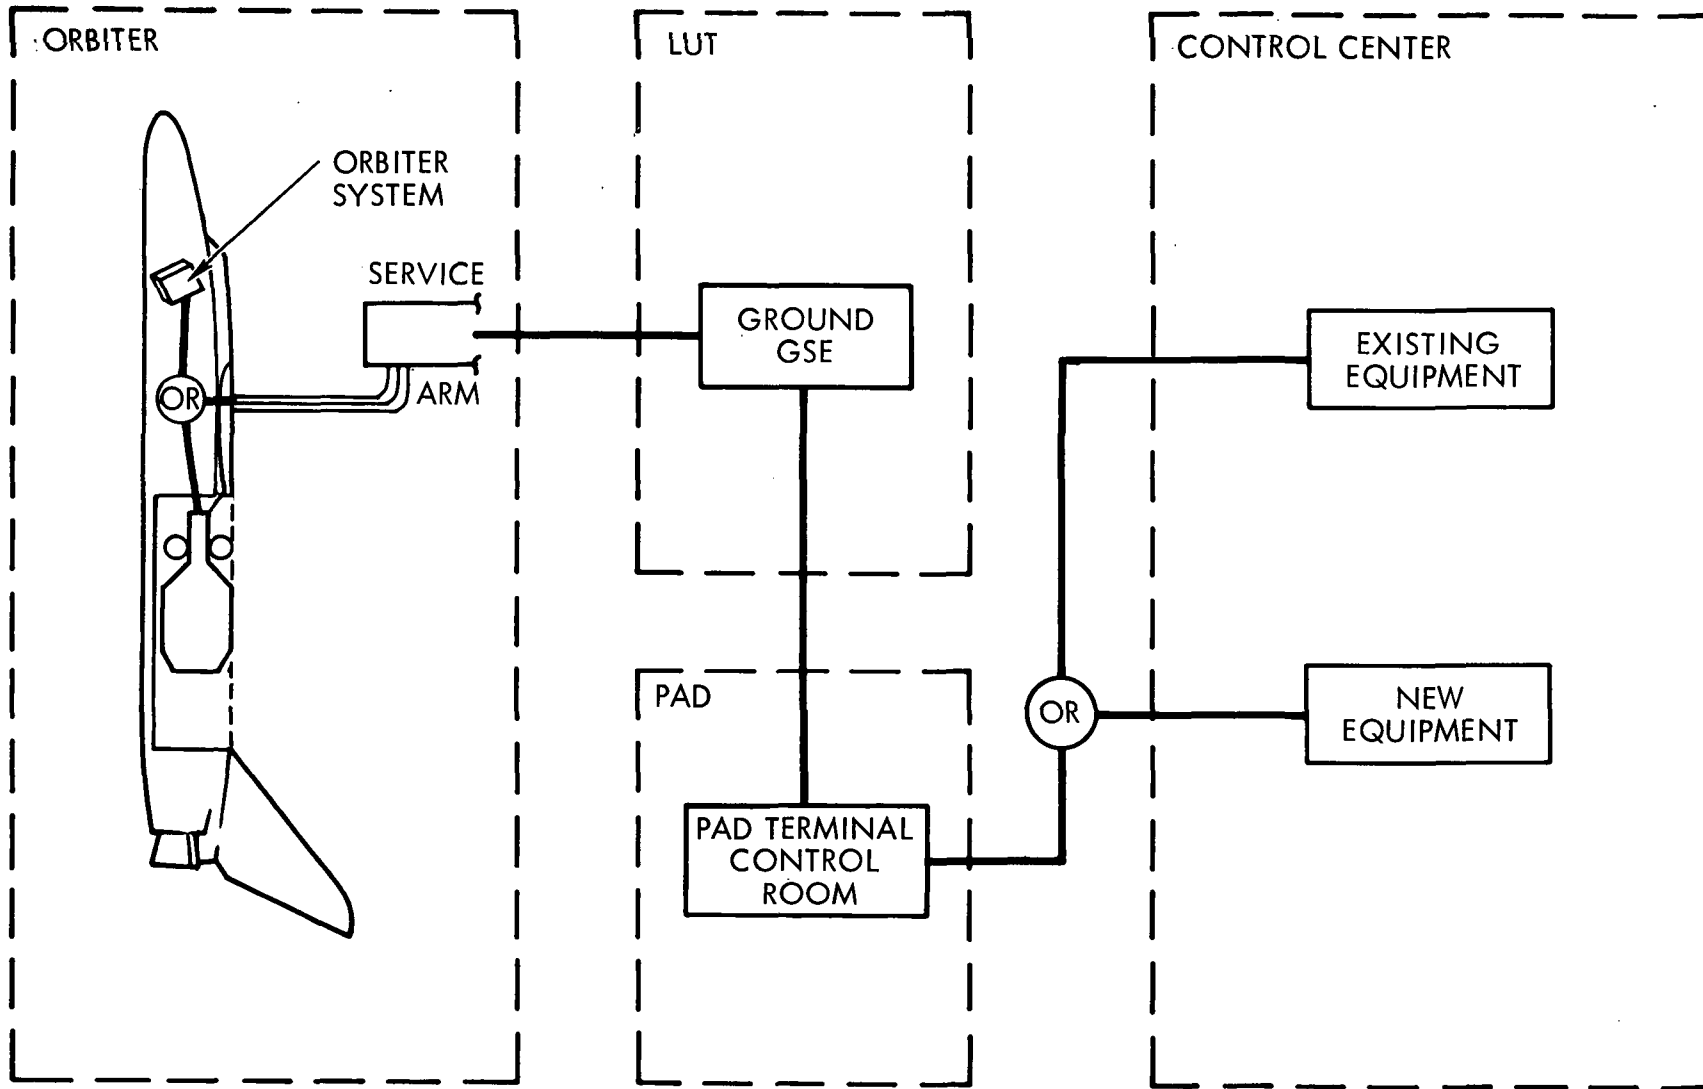 ORBITER
ORBITER
SYSTEM
SERVICE
ARM
OR
LUT
GROUND
GSE
PAD
PAD TERMINAL
CONTROL
ROOM
OR
CONTROL CENTER
EXISTING
EQUIPMENT
NEW
EQUIPMENT